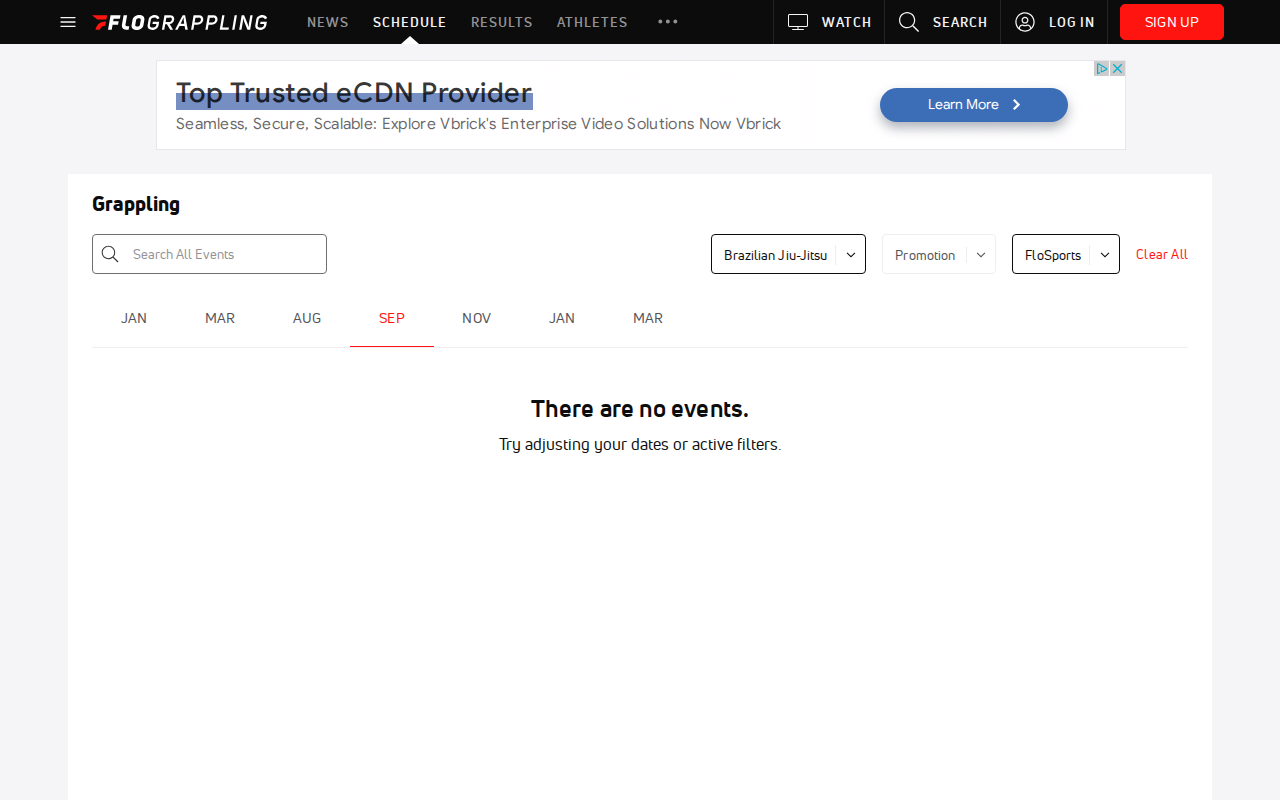 FLOGRAPPLING NEWS SCHEDULE RESULTS ATHLETES WATCH SEARCH LOG IN SIGN UP
Top Trusted eCDN Provider
Seamless, Secure, Scalable: Explore Vbrick's Enterprise Video Solutions Now Vbrick
Learn More
Grappling
Search All Events
Brazilian Jiu-Jitsu Promotion FloSports Clear All
JAN MAR AUG SEP NOV JAN MAR
There are no events.
Try adjusting your dates or active filters.